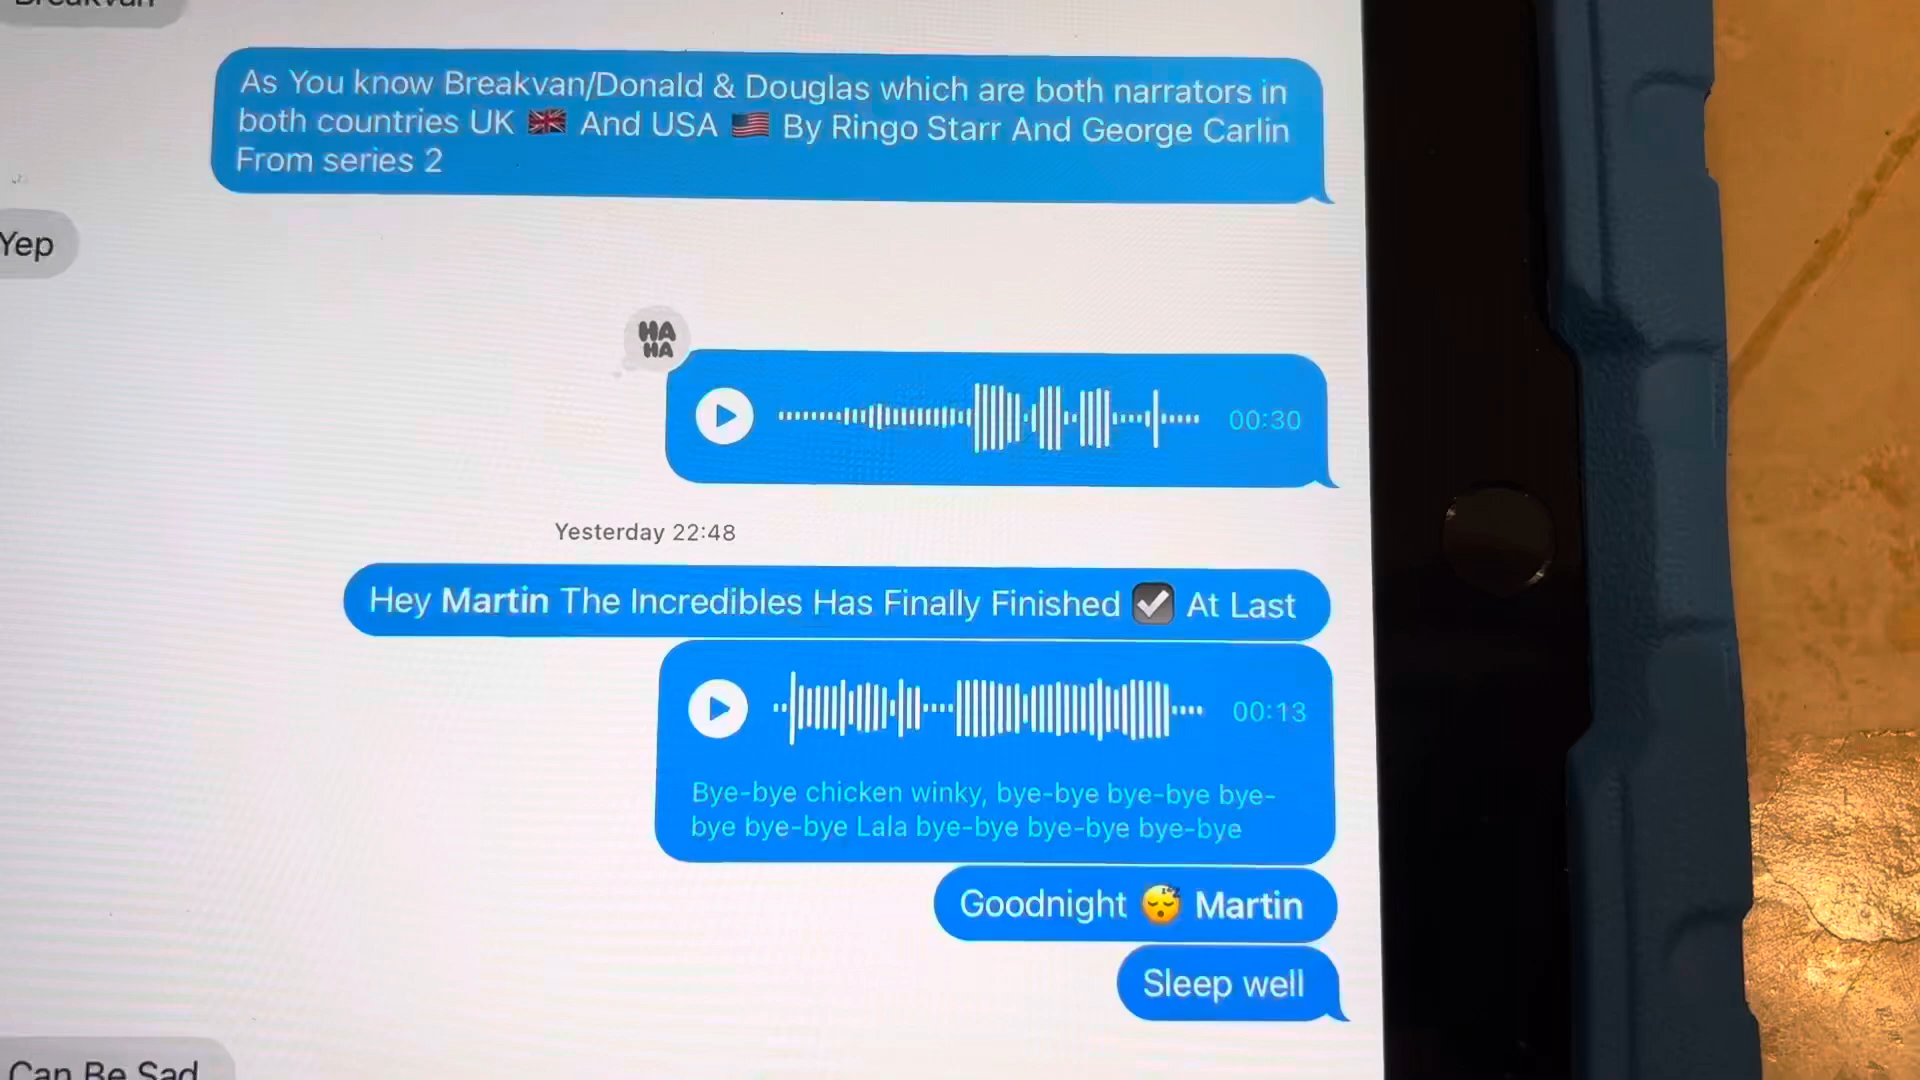 Breakvan
As You know Breakvan/Donald & Douglas which are both narrators in
both countries UK 🇬🇧 And USA 🇺🇸 By Ringo Starr And George Carlin
From series 2
Yep
HA
HA
00:30
Yesterday 22:48
Hey Martin The Incredibles Has Finally Finished ☑️ At Last
00:13
Bye-bye chicken winky, bye-bye bye-bye bye-
bye bye-bye Lala bye-bye bye-bye bye-bye
Goodnight 😴 Martin
Sleep well
Can Be Sad